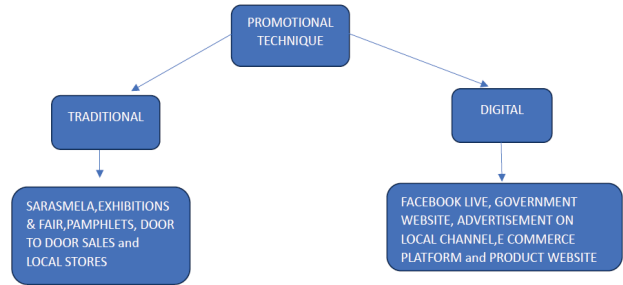 PROMOTIONAL
TECHNIQUE
TRADITIONAL
DIGITAL
SARASMELA,EXHIBITIONS
& FAIR,PAMPHLETS, DOOR
TO DOOR SALES and
LOCAL STORES
FACEBOOK LIVE, GOVERNMENT
WEBSITE, ADVERTISEMENT ON
LOCAL CHANNEL,E COMMERCE
PLATFORM and PRODUCT WEBSITE